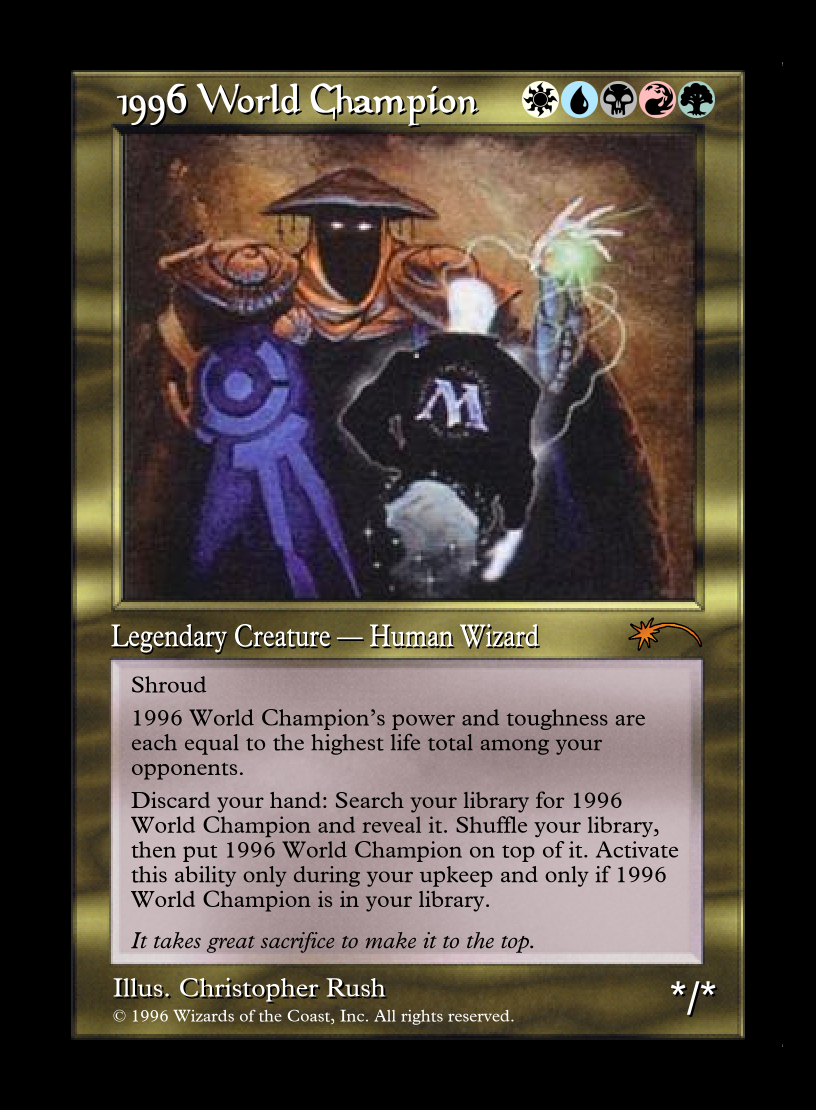 1996 World Champion
M
Legendary Creature — Human Wizard
Shroud
1996 World Champion's power and toughness are
each equal to the highest life total among your
opponents.
Discard your hand: Search your library for 1996
World Champion and reveal it. Shuffle your library,
then put 1996 World Champion on top of it. Activate
this ability only during your upkeep and only if 1996
World Champion is in your library.
It takes great sacrifice to make it to the top.
Illus. Christopher Rush
*/*
© 1996 Wizards of the Coast, Inc. All rights reserved.